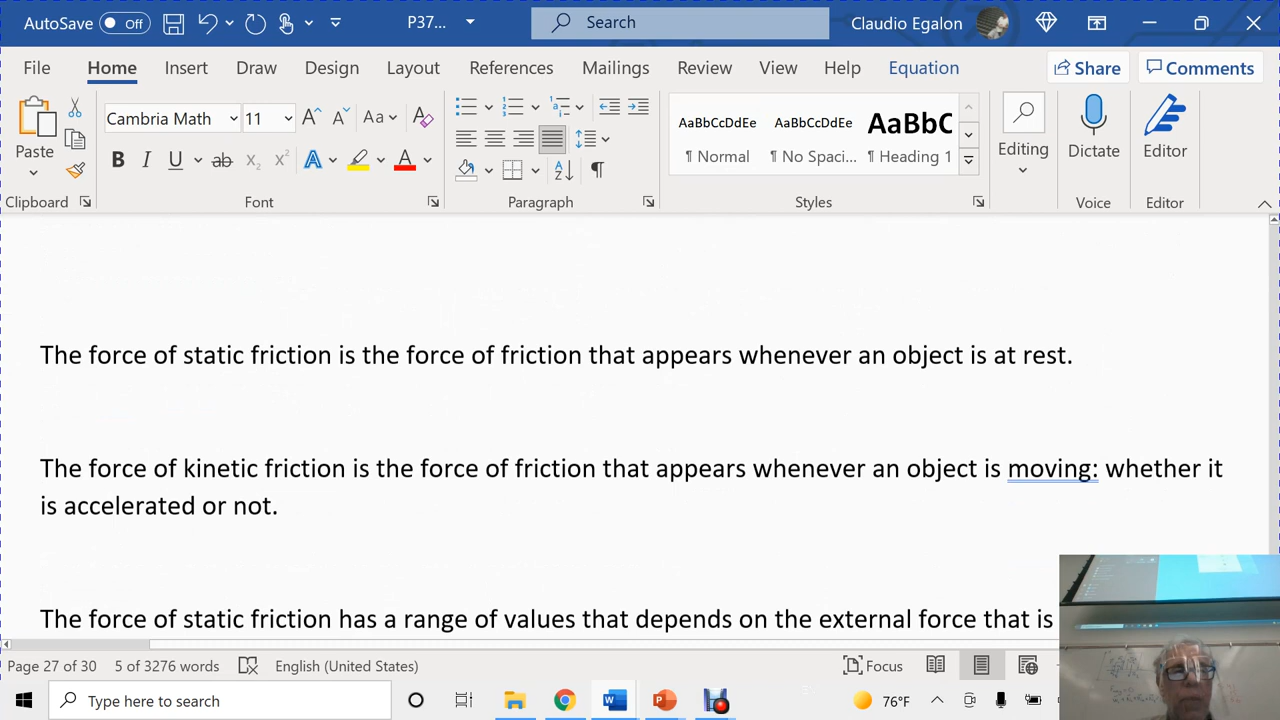 AutoSave Off P37... Search Claudio Egalon
File Home Insert Draw Design Layout References Mailings Review View Help Equation Share Comments
Cambria Math 11 Aa
AaBbCcDdEe AaBbCcDdEe AaBbC
Paste B I U ab x2 x2 A A ¶ Normal ¶ No Spaci... ¶ Heading 1 Editing Dictate Editor
Clipboard Font Paragraph Styles Voice Editor
The force of static friction is the force of friction that appears whenever an object is at rest.
The force of kinetic friction is the force of friction that appears whenever an object is moving: whether it
is accelerated or not.
The force of static friction has a range of values that depends on the external force that is
Page 27 of 30 5 of 3276 words English (United States) Focus
Type here to search 76°F